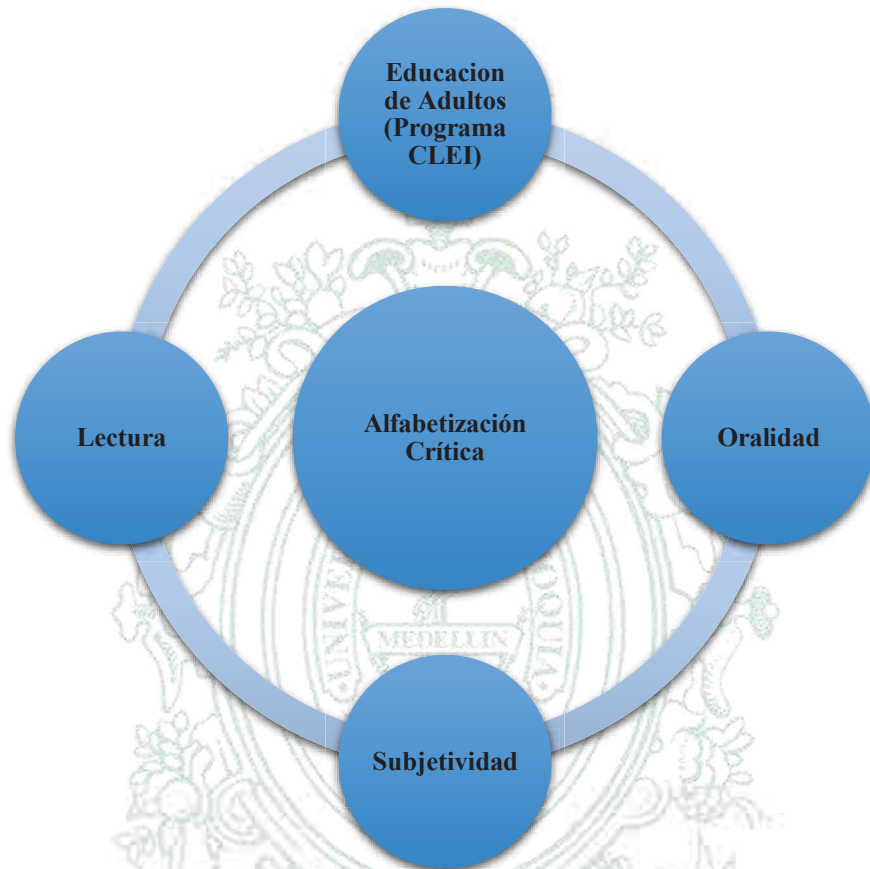 Educacion
de Adultos
(Programa
CLEI)
Lectura
Alfabetización
Crítica
Oralidad
MEDELLIN
Subjetividad